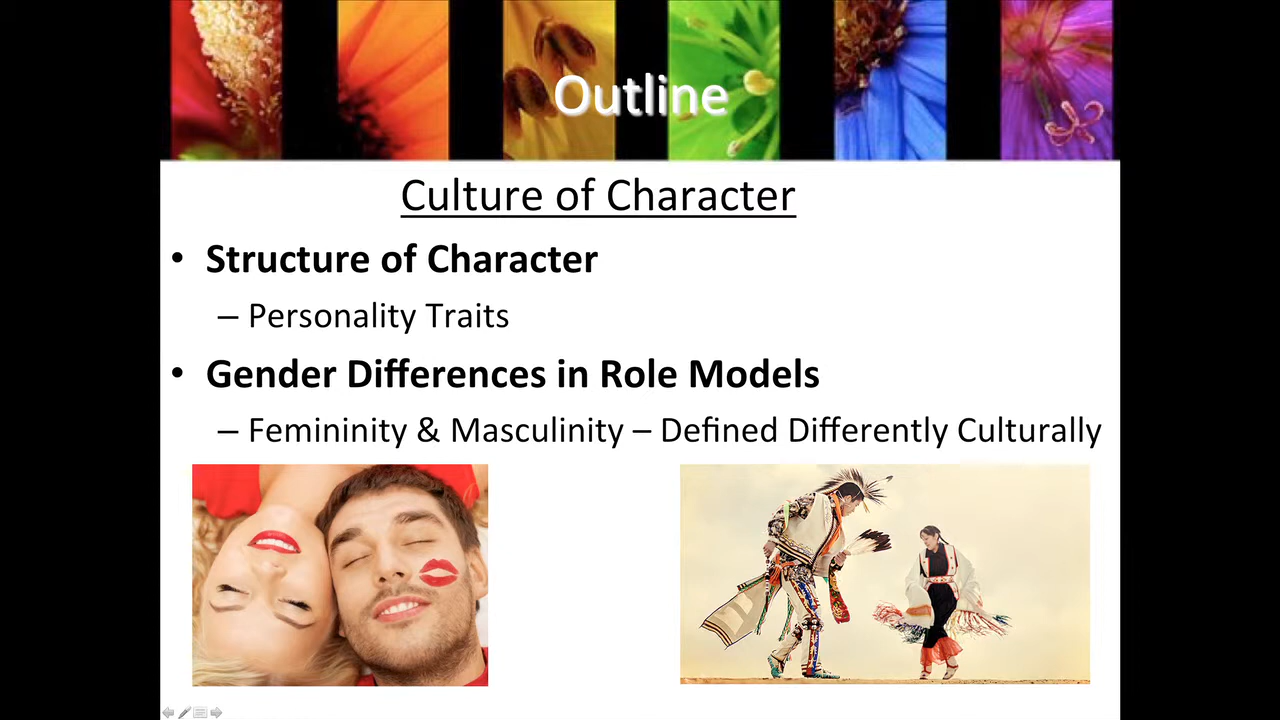 Outline
Culture of Character
• Structure of Character
– Personality Traits
• Gender Differences in Role Models
– Femininity & Masculinity – Defined Differently Culturally